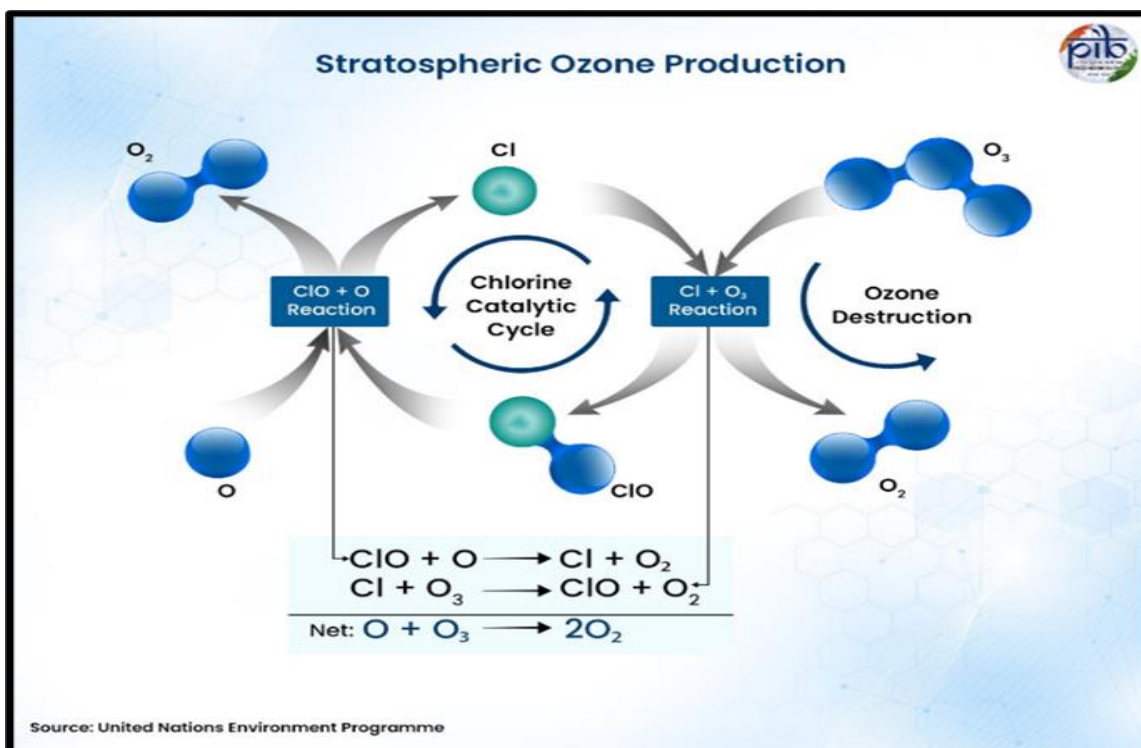 Stratospheric Ozone Production
pib
O₂
Cl
O₃
ClO + O
Reaction
Chlorine
Catalytic
Cycle
Cl + O₃
Reaction
Ozone
Destruction
O
ClO
O₂
ClO + O ⟶ Cl + O₂
Cl + O₃ ⟶ ClO + O₂
Net: O + O₃ ⟶ 2O₂
Source: United Nations Environment Programme